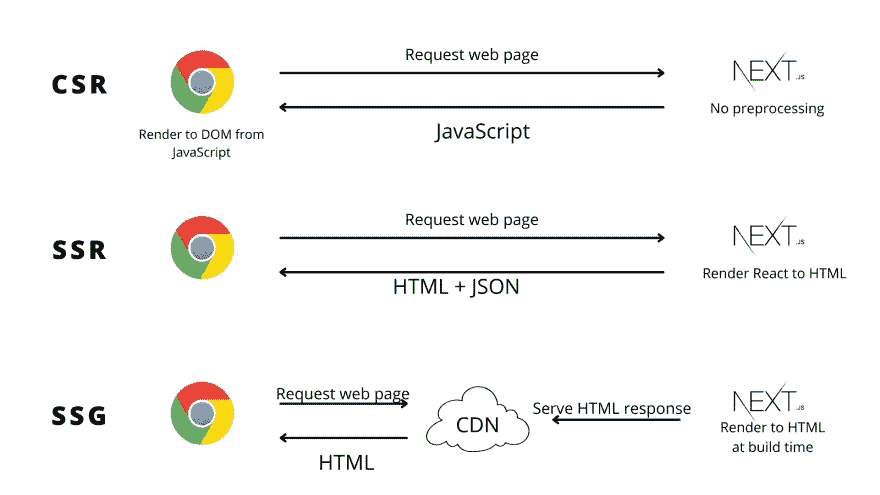 CSR
Request web page
NEXT.JS
No preprocessing
JavaScript
Render to DOM from
JavaScript
SSR
Request web page
NEXT.JS
Render React to HTML
HTML + JSON
SSG
Request web page
CDN
Serve HTML response
NEXT.JS
Render to HTML
at build time
HTML